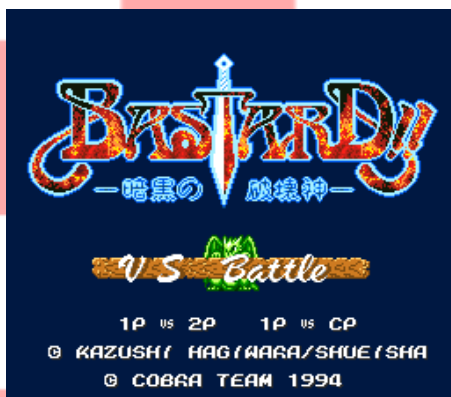 BASTARD!!
―暗黒の 破壊神―
VS Battle
1P VS 2P 1P VS CP
© KAZUSHI HAGIWARA/SHUEISHA
© COBRA TEAM 1994